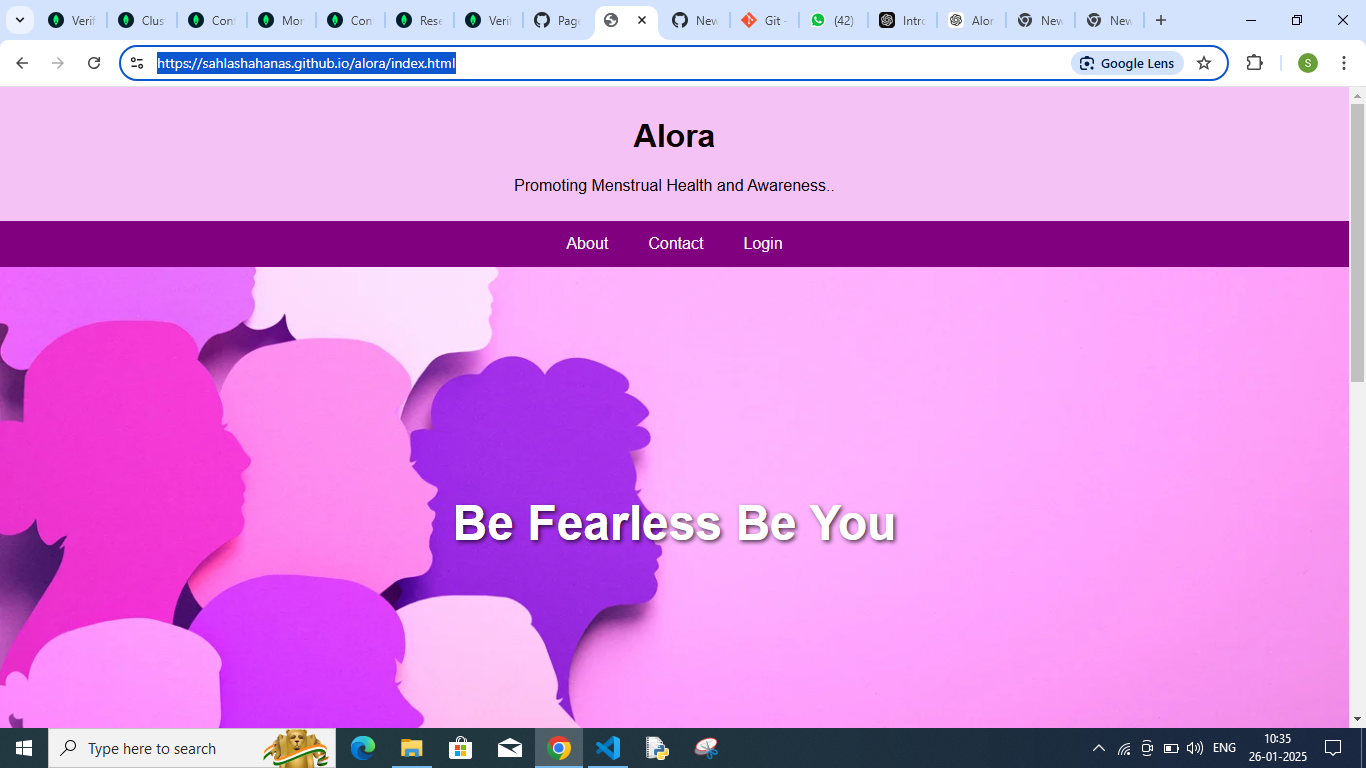 Verif
Clus
Conf
Mor
Con
Rese
Verif
Page
New
Git -
(42)
Intro
Alor
New
New
https://sahlashahanas.github.io/alora/index.html
Google Lens
S
Alora
Promoting Menstrual Health and Awareness..
About Contact Login
Be Fearless Be You
Type here to search
ENG
10:35
26-01-2025